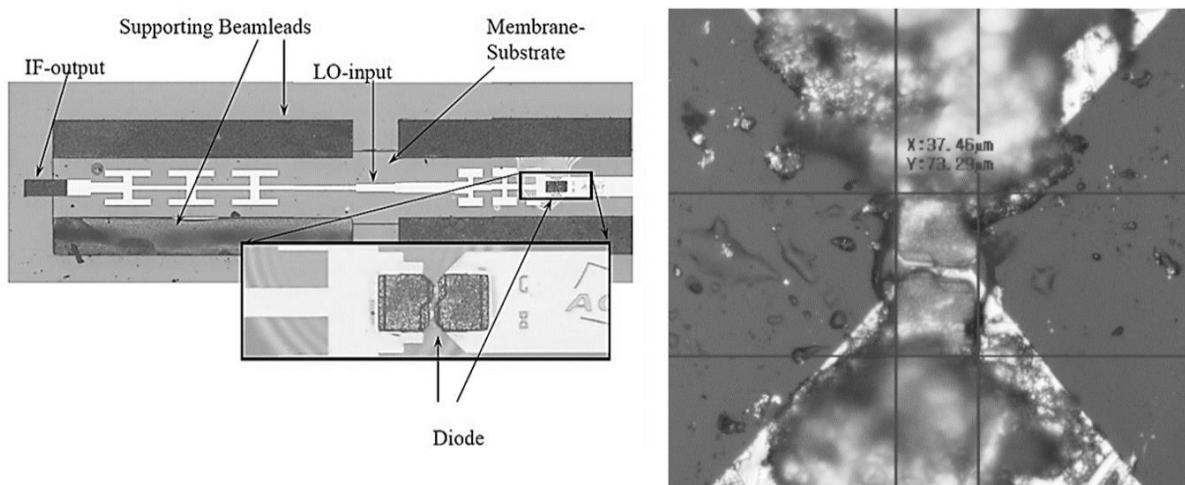 Supporting Beamleads
Membrane-
Substrate
IF-output
LO-input
X:37.46μm
Y:73.29μm
Diode